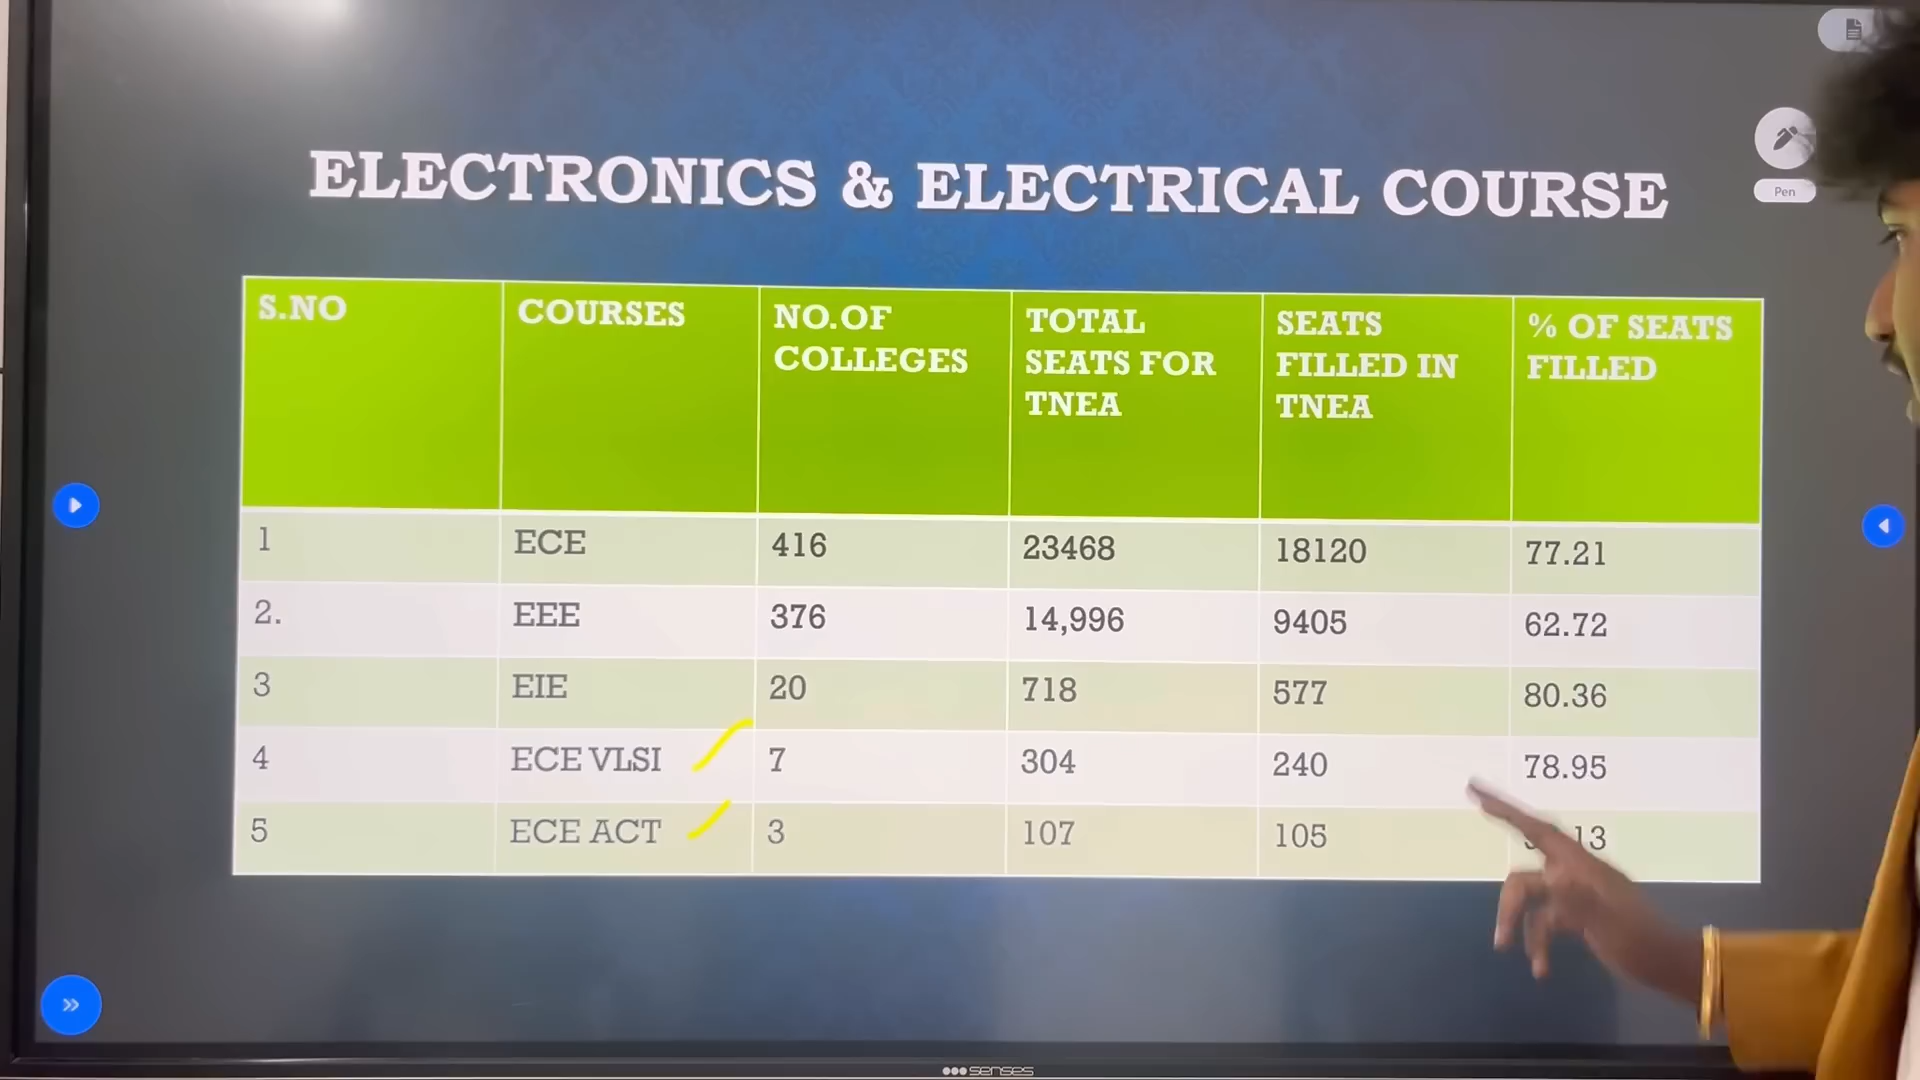 ELECTRONICS & ELECTRICAL COURSE
Pen
S.NO COURSES NO.OF COLLEGES TOTAL SEATS FOR TNEA SEATS FILLED IN TNEA % OF SEATS FILLED
1 ECE 416 23468 18120 77.21
2. EEE 376 14,996 9405 62.72
3 EIE 20 718 577 80.36
4 ECE VLSI 7 304 240 78.95
5 ECE ACT 3 107 105
senses